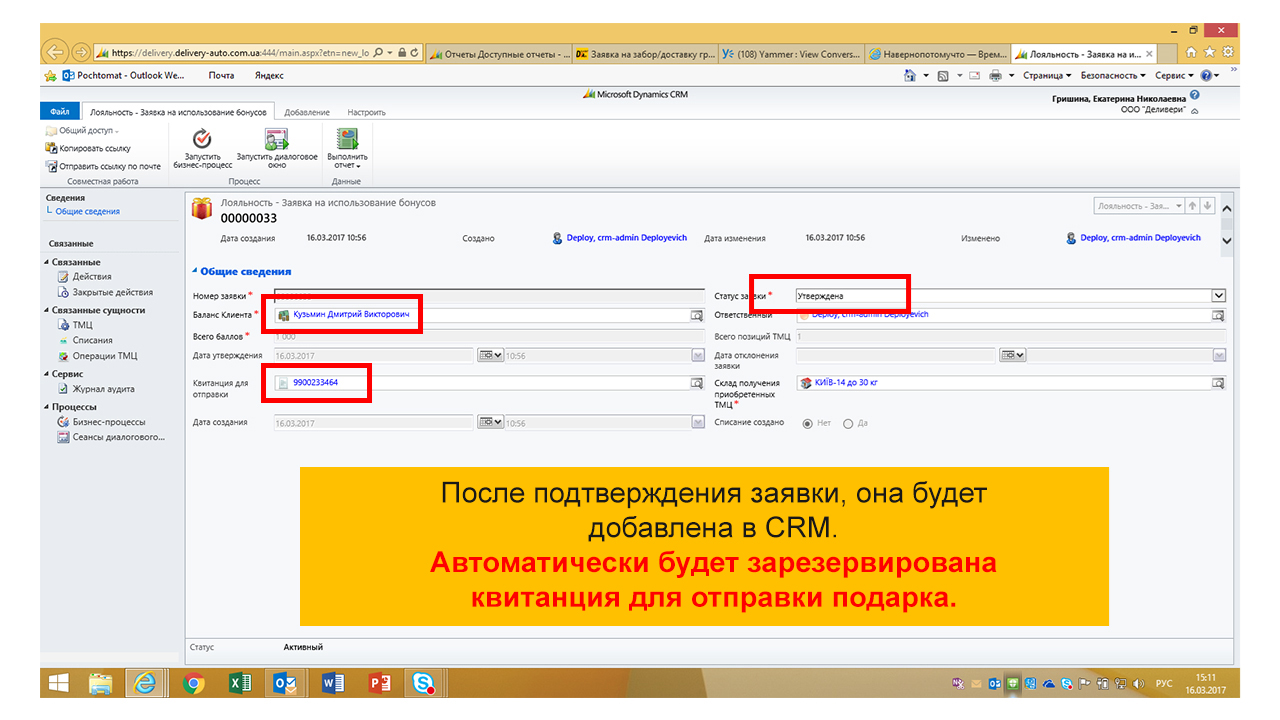 https://delivery.delivery-auto.com.ua:444/main.aspx?etn=new_lo
Отчеты Доступные отчеты - ...
Заявка на забор/доставку гр...
(108) Yammer : View Convers...
Навернопотомучто — Врем...
Лояльность - Заявка на и...
Pochtomat - Outlook We...
Почта
Яндекс
Страница
Безопасность
Сервис
Microsoft Dynamics CRM
Гришина, Екатерина Николаевна
ООО "Деливери"
Файл
Лояльность - Заявка на использование бонусов
Добавление
Настроить
Общий доступ
Копировать ссылку
Отправить ссылку по почте
Совместная работа
Запустить бизнес-процесс
Запустить диалоговое окно
Процесс
Выполнить отчет
Данные
Сведения
Общие сведения
Связанные
Связанные
Действия
Закрытые действия
Связанные сущности
ТМЦ
Списания
Операции ТМЦ
Сервис
Журнал аудита
Процессы
Бизнес-процессы
Сеансы диалогового...
Лояльность - Заявка на использование бонусов
00000033
Лояльность - Зая...
Дата создания 16.03.2017 10:56 Создано Deploy, crm-admin Deployevich Дата изменения 16.03.2017 10:56 Изменено Deploy, crm-admin Deployevich
Общие сведения
Номер заявки *
Статус заявки * Утверждена
Баланс Клиента * Кузьмин Дмитрий Викторович
Ответственный Deploy, crm-admin Deployevich
Всего баллов * 1 000
Всего позиций ТМЦ 1
Дата утверждения 16.03.2017 10:56
Дата отклонения заявки
Квитанция для отправки 9900233464
Склад получения приобретенных ТМЦ * КИЇВ-14 до 30 кг
Дата создания 16.03.2017 10:56
Списание создано Нет Да
После подтверждения заявки, она будет
добавлена в CRM.
Автоматически будет зарезервирована
квитанция для отправки подарка.
Статус Активный
РУС
15:11
16.03.2017